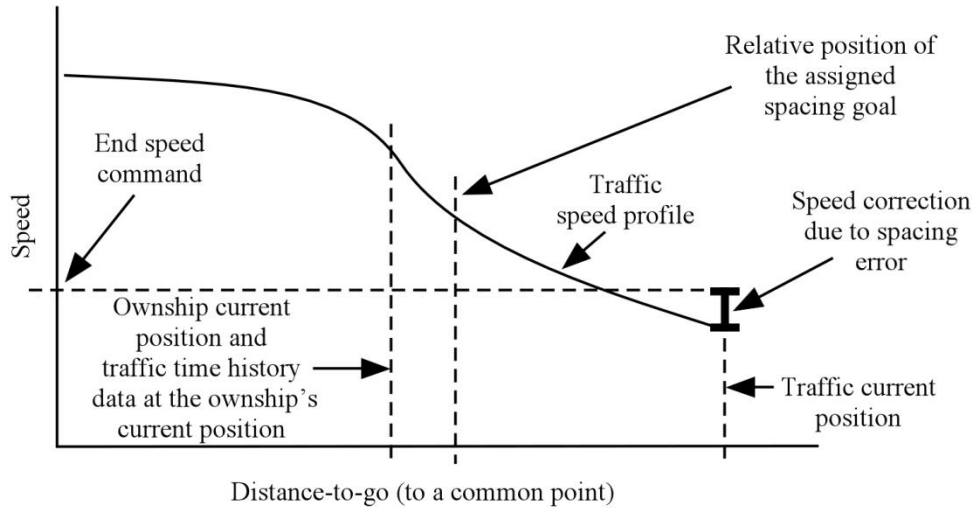 Relative position of
the assigned
spacing goal
End speed
command
Traffic
speed profile
Speed correction
due to spacing
error
Speed
Ownship current
position and
traffic time history
data at the ownship’s
current position
Traffic current
position
Distance-to-go (to a common point)